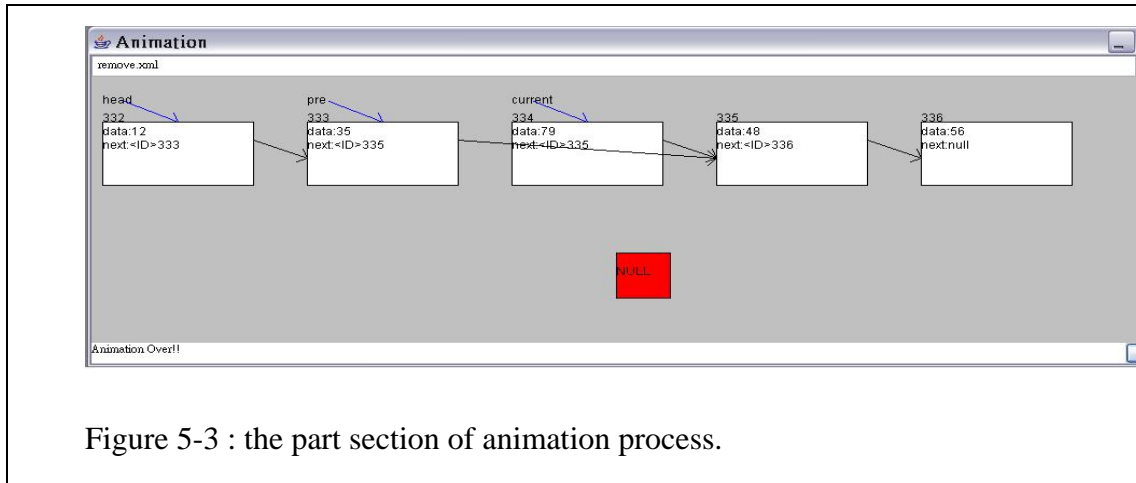 Animation
remove.xml
head pre current
332 333 334 335 336
data:12 data:35 data:79 data:48 data:56
next:<ID>333 next:<ID>335 next:<ID>335 next:<ID>336 next:null
NULL
Animation Over!!
Figure 5-3 : the part section of animation process.